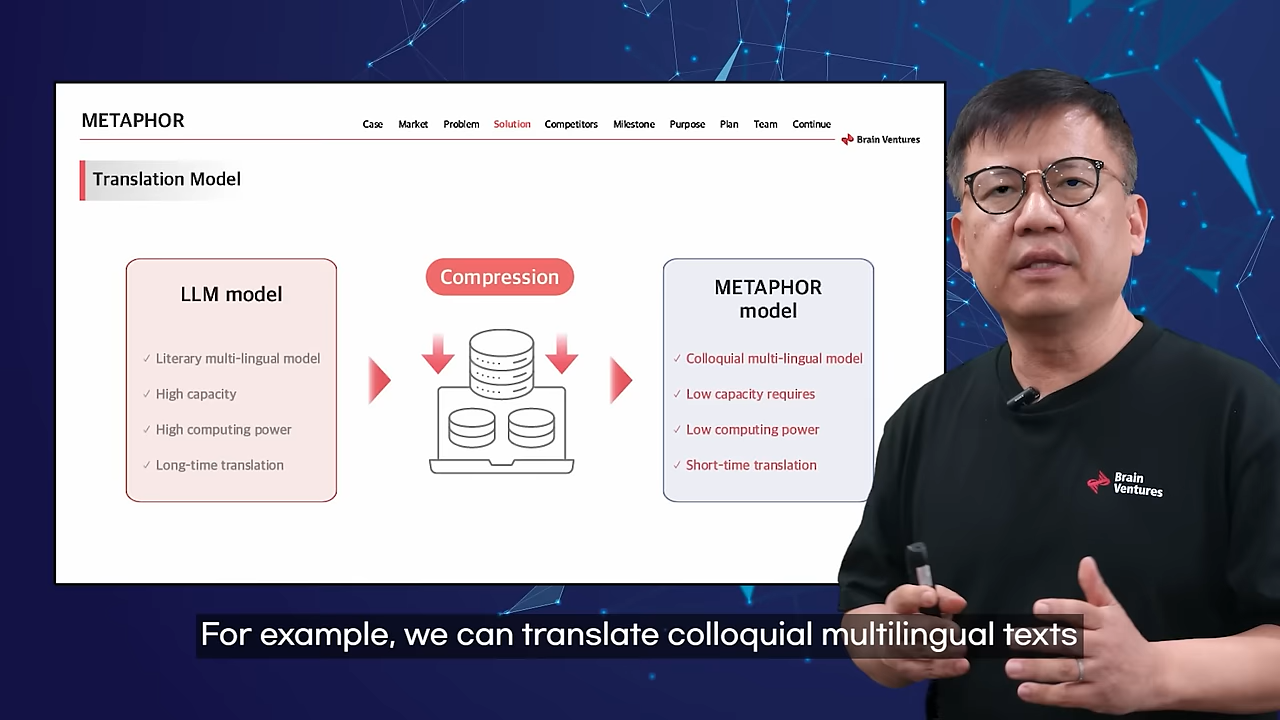 METAPHOR
Case Market Problem Solution Competitors Milestone Purpose Plan Team Continue
Brain Ventures
Translation Model
LLM model
✓ Literary multi-lingual model
✓ High capacity
✓ High computing power
✓ Long-time translation
Compression
METAPHOR
model
✓ Colloquial multi-lingual model
✓ Low capacity requires
✓ Low computing power
✓ Short-time translation
Brain
Ventures
For example, we can translate colloquial multilingual texts